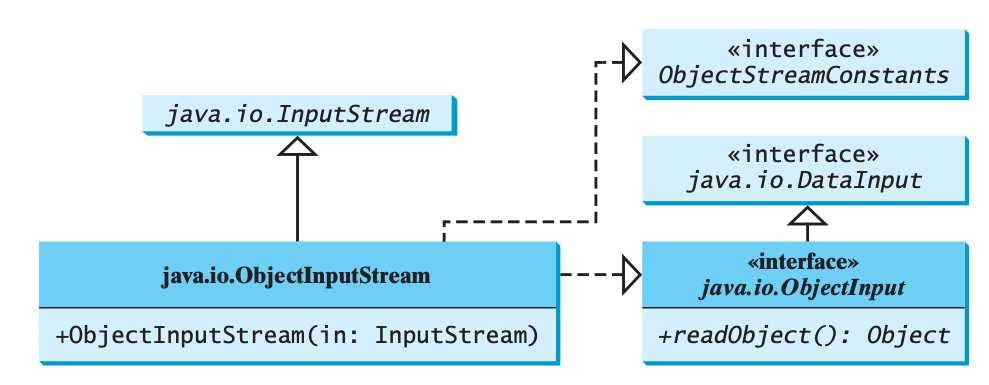 «interface»
ObjectStreamConstants
java.io.InputStream
«interface»
java.io.DataInput
java.io.ObjectInputStream
+ObjectInputStream(in: InputStream)
«interface»
java.io.ObjectInput
+readObject(): Object